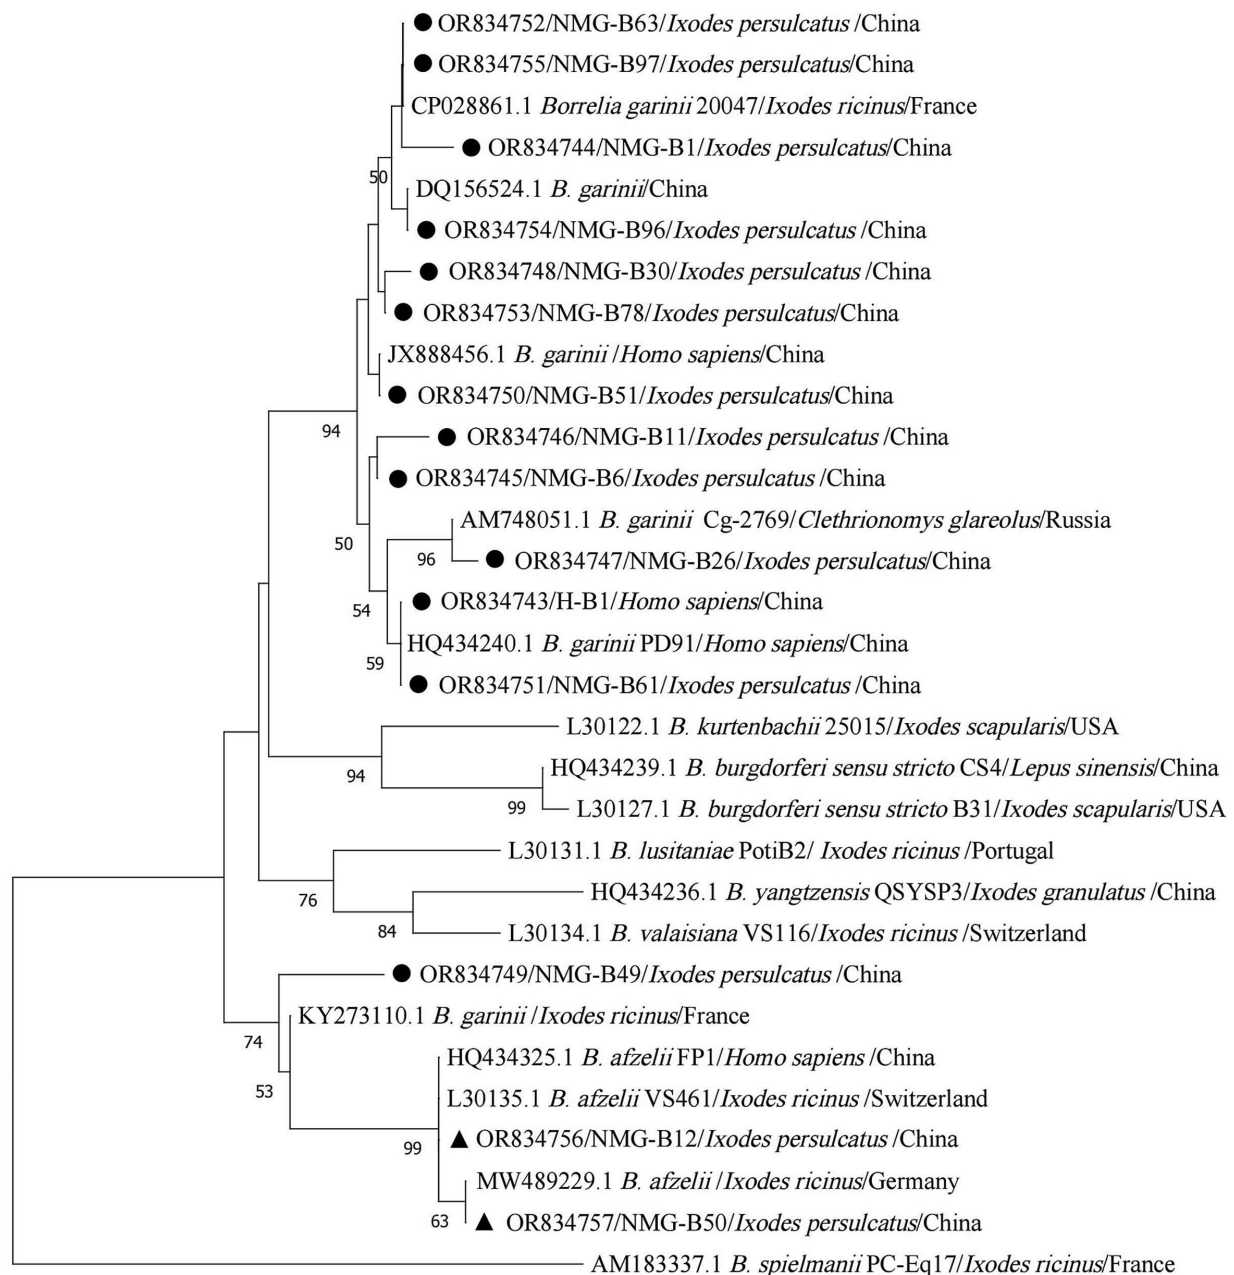 OR834752/NMG-B63/Ixodes persulcatus /China
OR834755/NMG-B97/Ixodes persulcatus/China
CP028861.1 Borrelia garinii 20047/Ixodes ricinus/France
OR834744/NMG-B1/Ixodes persulcatus/China
50
DQ156524.1 B. garinii/China
OR834754/NMG-B96/Ixodes persulcatus /China
OR834748/NMG-B30/Ixodes persulcatus /China
OR834753/NMG-B78/Ixodes persulcatus/China
JX888456.1 B. garinii /Homo sapiens/China
OR834750/NMG-B51/Ixodes persulcatus/China
94
OR834746/NMG-B11/Ixodes persulcatus /China
OR834745/NMG-B6/Ixodes persulcatus /China
AM748051.1 B. garinii Cg-2769/Clethrionomys glareolus/Russia
50
96
OR834747/NMG-B26/Ixodes persulcatus/China
OR834743/H-B1/Homo sapiens/China
54
HQ434240.1 B. garinii PD91/Homo sapiens/China
59
OR834751/NMG-B61/Ixodes persulcatus /China
L30122.1 B. kurtenbachii 25015/Ixodes scapularis/USA
HQ434239.1 B. burgdorferi sensu stricto CS4/Lepus sinensis/China
94
99
L30127.1 B. burgdorferi sensu stricto B31/Ixodes scapularis/USA
L30131.1 B. lusitaniae PotiB2/ Ixodes ricinus /Portugal
HQ434236.1 B. yangtzensis QSYSP3/Ixodes granulatus /China
76
84
L30134.1 B. valaisiana VS116/Ixodes ricinus /Switzerland
OR834749/NMG-B49/Ixodes persulcatus /China
KY273110.1 B. garinii /Ixodes ricinus/France
74
HQ434325.1 B. afzelii FP1/Homo sapiens /China
53
L30135.1 B. afzelii VS461/Ixodes ricinus /Switzerland
OR834756/NMG-B12/Ixodes persulcatus /China
99
MW489229.1 B. afzelii /Ixodes ricinus/Germany
63
OR834757/NMG-B50/Ixodes persulcatus/China
AM183337.1 B. spielmanii PC-Eq17/Ixodes ricinus/France